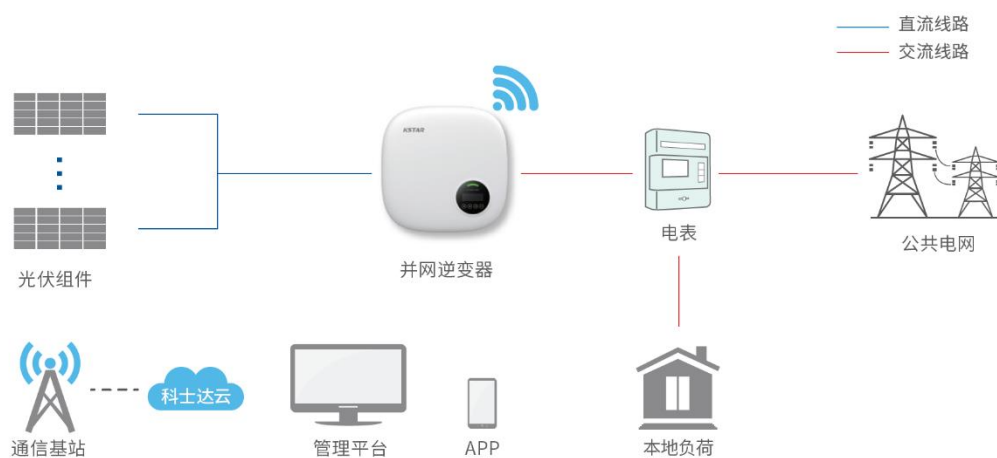 直流线路
交流线路
KSTAR
光伏组件
并网逆变器
电表
公共电网
通信基站
科士达云
管理平台
APP
本地负荷